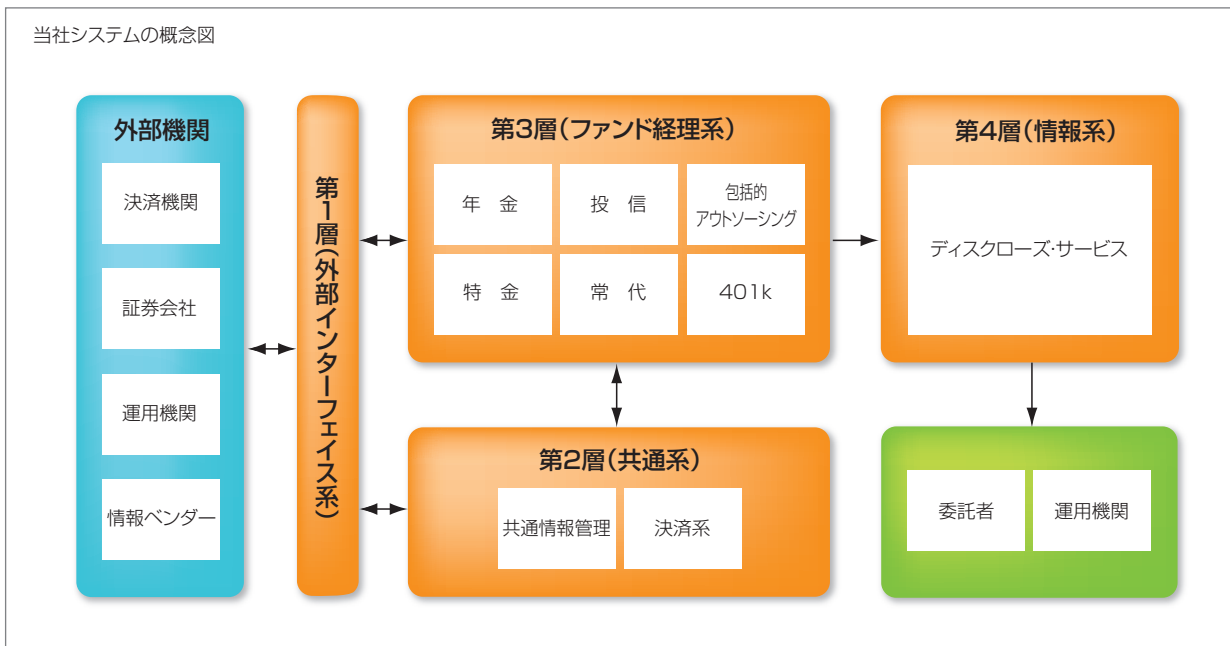 当社システムの概念図
外部機関
決済機関
証券会社
運用機関
情報ベンダー
第1層(外部インターフェイス系)
第3層(ファンド経理系)
年 金
投 信
包括的
アウトソーシング
特 金
常 代
401k
第2層(共通系)
共通情報管理
決済系
第4層(情報系)
ディスクローズ・サービス
委託者
運用機関